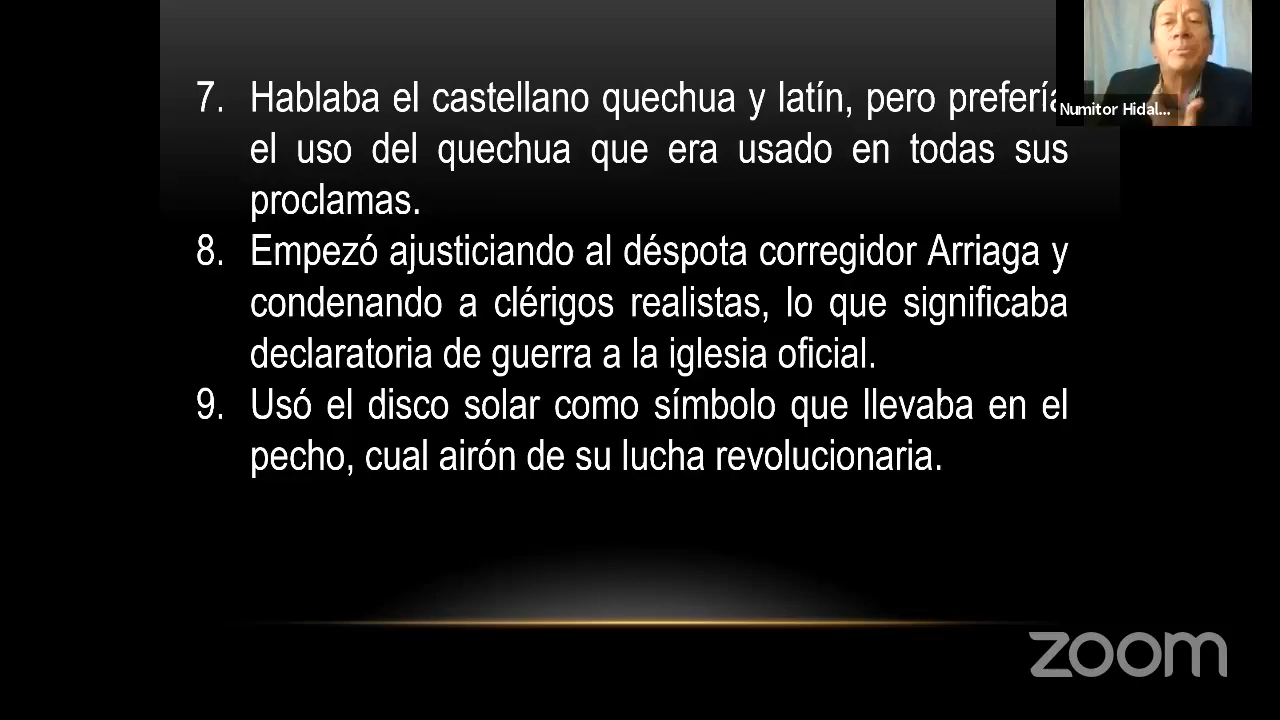 7. Hablaba el castellano quechua y latín, pero prefería
el uso del quechua que era usado en todas sus
proclamas.
8. Empezó ajusticiando al déspota corregidor Arriaga y
condenando a clérigos realistas, lo que significaba
declaratoria de guerra a la iglesia oficial.
9. Usó el disco solar como símbolo que llevaba en el
pecho, cual airón de su lucha revolucionaria.
Numitor Hidal...
zoom